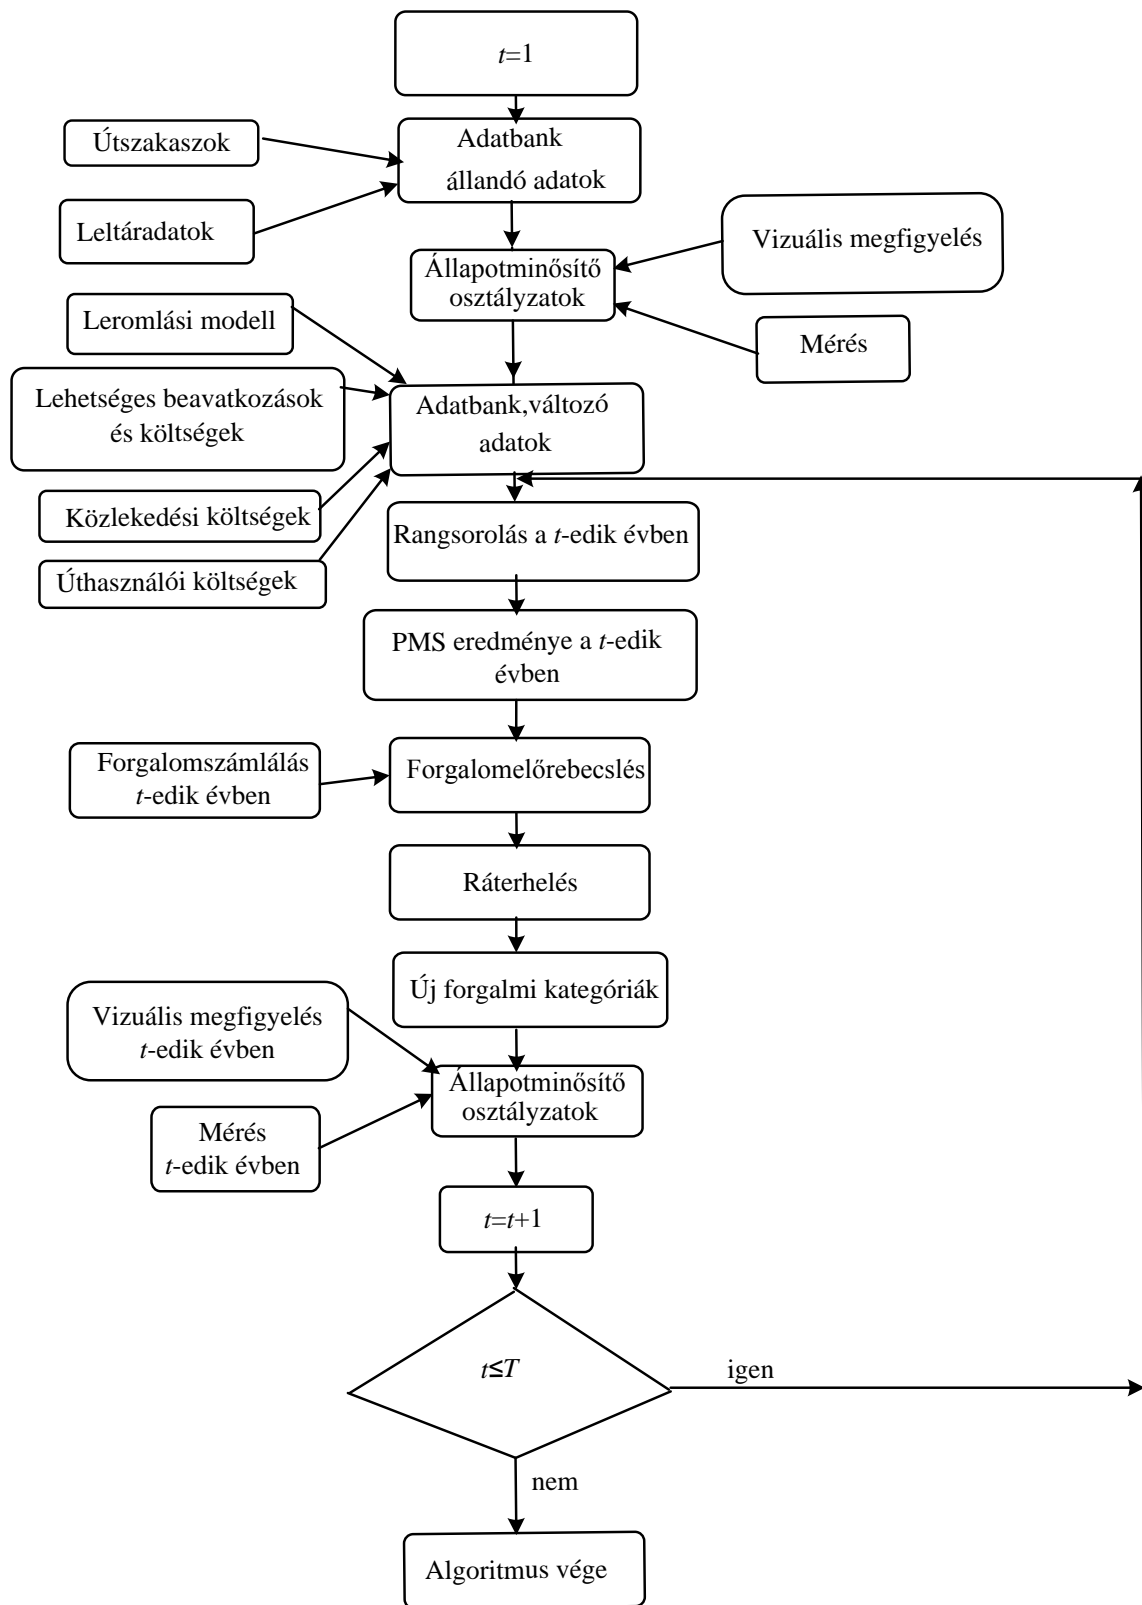 t=1
Útszakaszok
Adatbank
állandó adatok
Leltáradatok
Vizuális megfigyelés
Állapotminősítő
osztályzatok
Leromlási modell
Mérés
Lehetséges beavatkozások
és költségek
Adatbank,változó
adatok
Közlekedési költségek
Rangsorolás a t-edik évben
Úthasználói költségek
PMS eredménye a t-edik
évben
Forgalomszámlálás
t-edik évben
Forgalomelőrebecslés
Ráterhelés
Új forgalmi kategóriák
Vizuális megfigyelés
t-edik évben
Állapotminősítő
osztályzatok
Mérés
t-edik évben
t=t+1
t≤T
igen
nem
Algoritmus vége